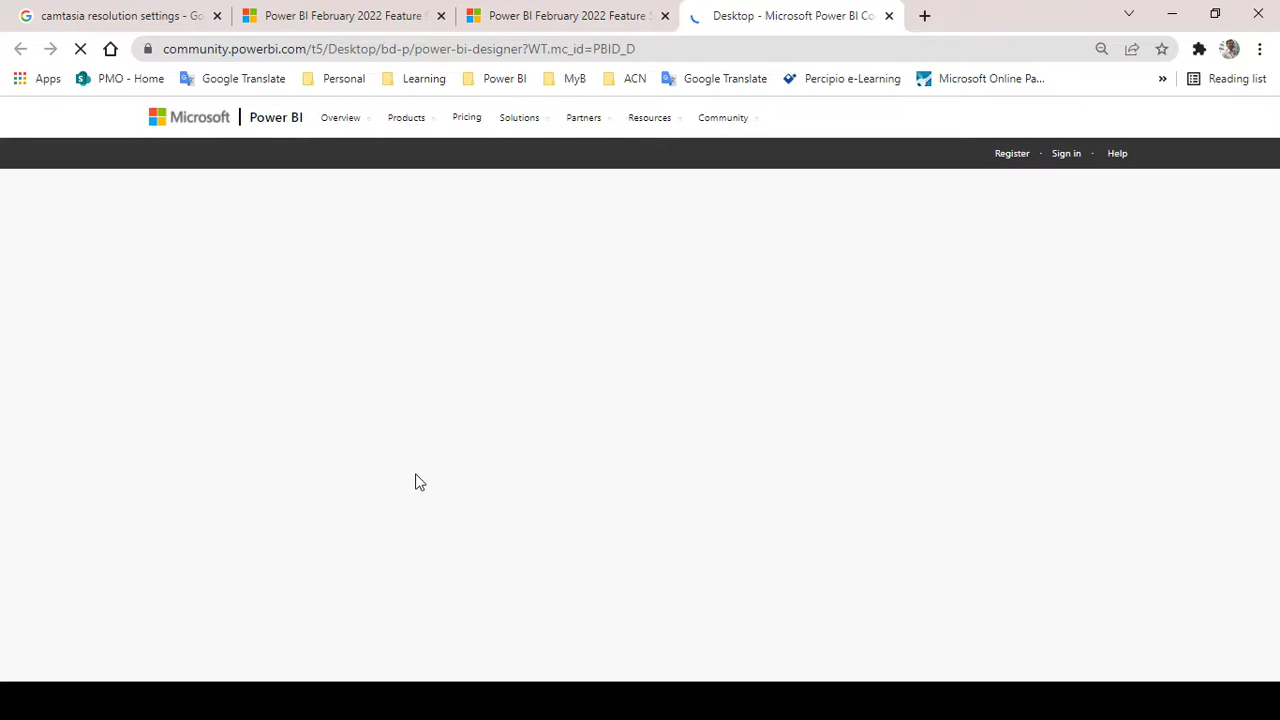 camtasia resolution settings - Go
Power BI February 2022 Feature S
Power BI February 2022 Feature S
Desktop - Microsoft Power BI Co
community.powerbi.com/t5/Desktop/bd-p/power-bi-designer?WT.mc_id=PBID_D
Apps
PMO - Home
Google Translate
Personal
Learning
Power BI
MyB
ACN
Google Translate
Percipio e-Learning
Microsoft Online Pa...
»
Reading list
Microsoft
Power BI
Overview
Products
Pricing
Solutions
Partners
Resources
Community
Register · Sign in · Help